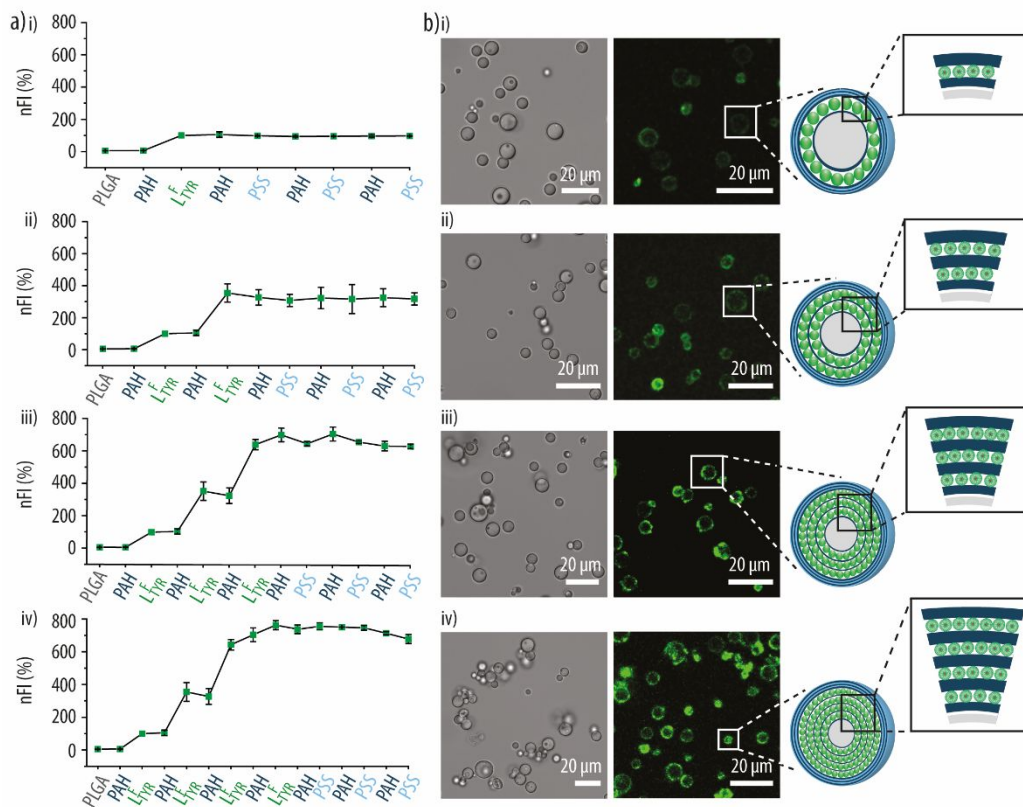 a) i)
nFI (%)
800
600
400
200
0
PLGA PAH L^F_TYR PAH PSS PAH PSS PAH PSS
ii)
nFI (%)
800
600
400
200
0
PLGA PAH L^F_TYR PAH L^F_TYR PAH PSS PAH PSS PAH PSS
iii)
nFI (%)
800
600
400
200
0
PLGA PAH L^F_TYR PAH L^F_TYR PAH L^F_TYR PAH PSS PAH PSS PAH PSS
iv)
nFI (%)
800
600
400
200
0
PLGA PAH L^F_TYR PAH L^F_TYR PAH L^F_TYR PAH L^F_TYR PAH PSS PAH PSS PAH PSS
b) i)
20 µm
20 µm
ii)
20 µm
20 µm
iii)
20 µm
20 µm
iv)
20 µm
20 µm